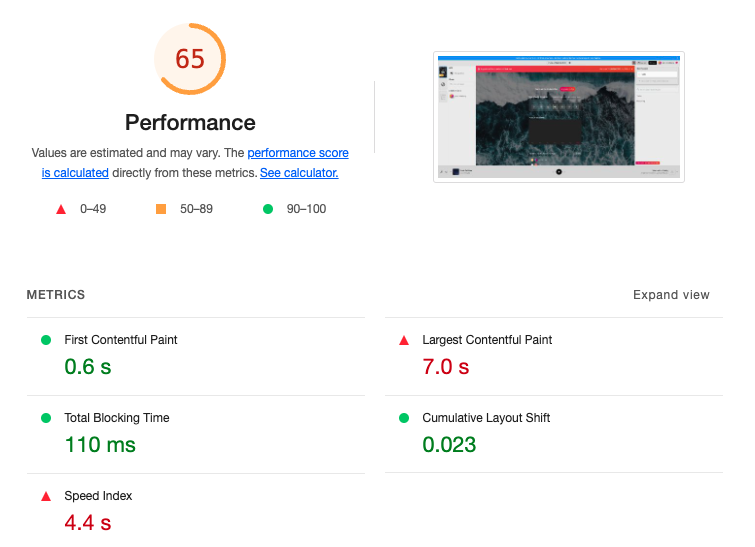 65
Performance
Values are estimated and may vary. The performance score
is calculated directly from these metrics. See calculator.
0–49
50–89
90–100
METRICS
Expand view
First Contentful Paint
0.6 s
Largest Contentful Paint
7.0 s
Total Blocking Time
110 ms
Cumulative Layout Shift
0.023
Speed Index
4.4 s